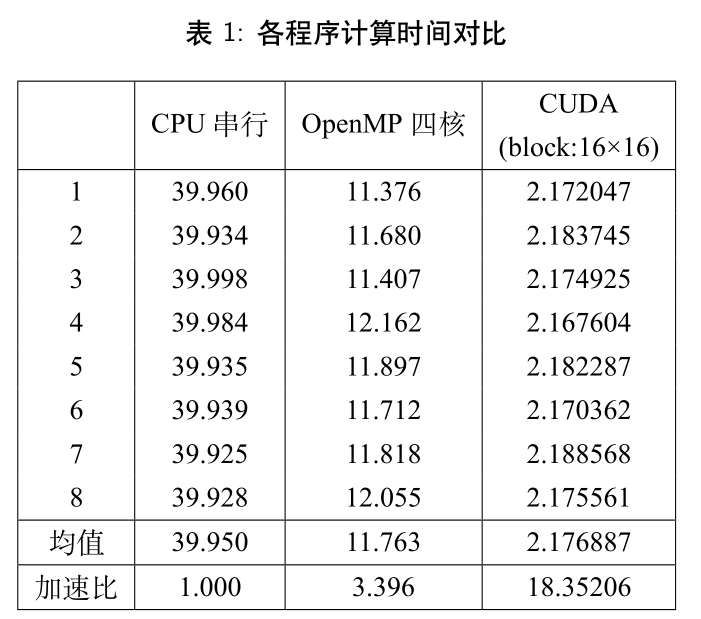 表 1: 各程序计算时间对比
CPU 串行 OpenMP 四核 CUDA (block:16×16)
1 39.960 11.376 2.172047
2 39.934 11.680 2.183745
3 39.998 11.407 2.174925
4 39.984 12.162 2.167604
5 39.935 11.897 2.182287
6 39.939 11.712 2.170362
7 39.925 11.818 2.188568
8 39.928 12.055 2.175561
均值 39.950 11.763 2.176887
加速比 1.000 3.396 18.35206